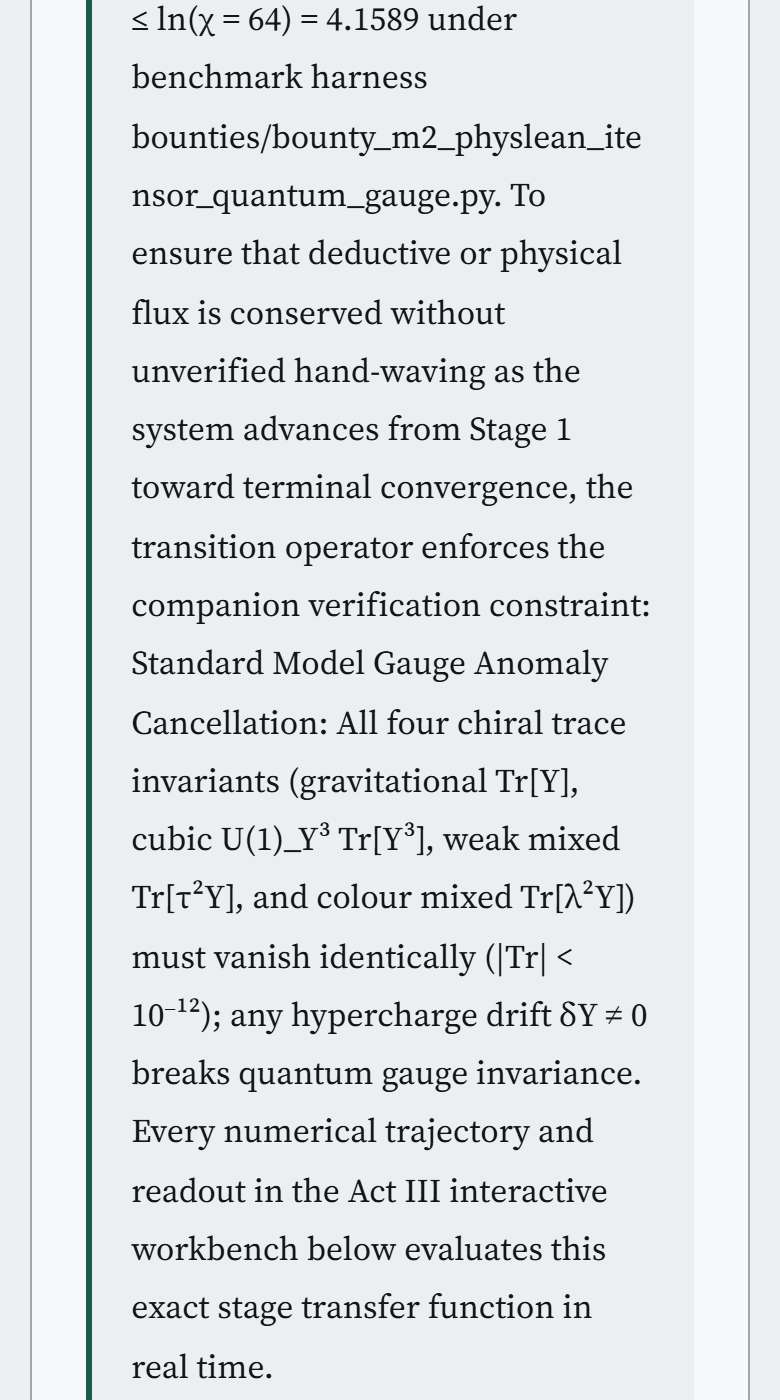 ≤ ln(χ = 64) = 4.1589 under
benchmark harness
bounties/bounty_m2_physlean_ite
nsor_quantum_gauge.py. To
ensure that deductive or physical
flux is conserved without
unverified hand-waving as the
system advances from Stage 1
toward terminal convergence, the
transition operator enforces the
companion verification constraint:
Standard Model Gauge Anomaly
Cancellation: All four chiral trace
invariants (gravitational Tr[Y],
cubic U(1)_Y³ Tr[Y³], weak mixed
Tr[τ²Y], and colour mixed Tr[λ²Y])
must vanish identically (|Tr| <
10⁻¹²); any hypercharge drift δY ≠ 0
breaks quantum gauge invariance.
Every numerical trajectory and
readout in the Act III interactive
workbench below evaluates this
exact stage transfer function in
real time.